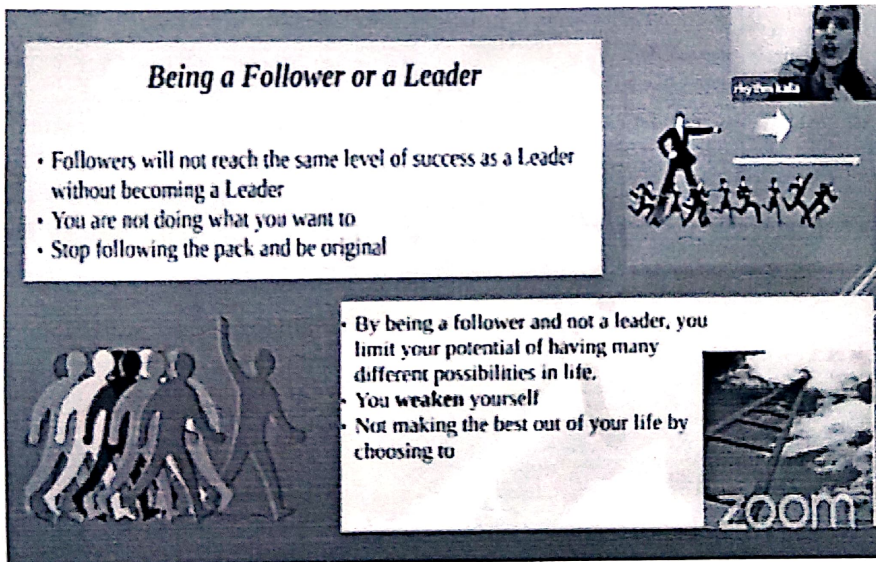 Being a Follower or a Leader
• Followers will not reach the same level of success as a Leader
without becoming a Leader
• You are not doing what you want to
• Stop following the pack and be original
• By being a follower and not a leader, you
limit your potential of having many
different possibilities in life.
• You weaken yourself
• Not making the best out of your life by
choosing to
rhythm kalia
zoom